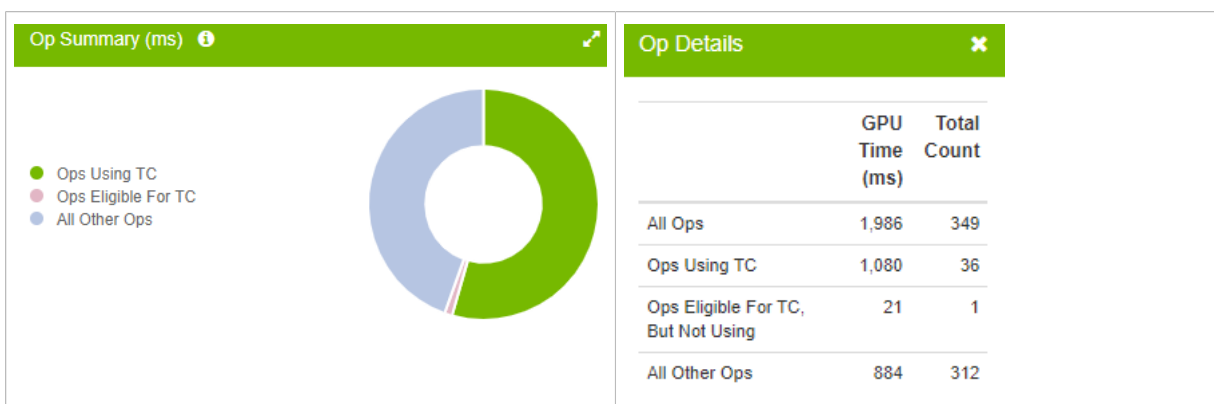 Op Summary (ms)
Ops Using TC
Ops Eligible For TC
All Other Ops
Op Details
GPU Time (ms) Total Count
All Ops 1,986 349
Ops Using TC 1,080 36
Ops Eligible For TC, 21 1
But Not Using
All Other Ops 884 312